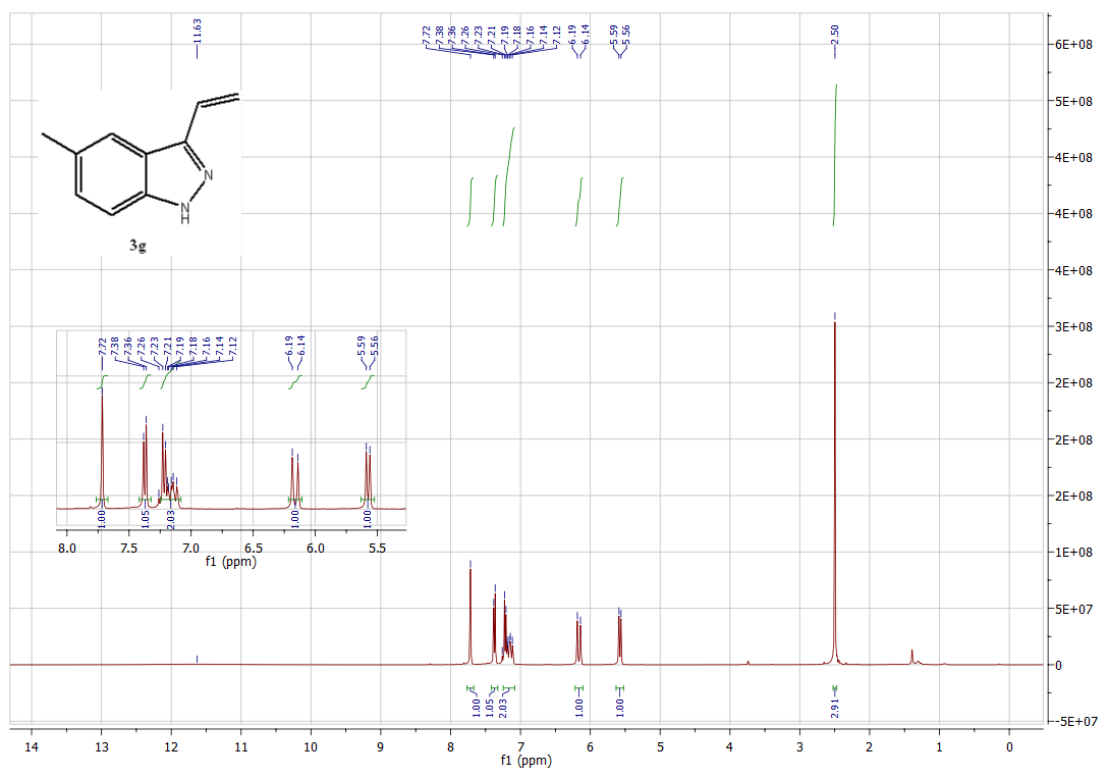 11.63
7.72
7.38
7.36
7.26
7.23
7.21
7.19
7.18
7.16
7.14
7.12
6.19
6.14
5.59
5.56
2.50
6E+08
5E+08
5E+08
4E+08
4E+08
4E+08
3E+08
2E+08
2E+08
2E+08
1E+08
5E+07
0
-5E+07
N
N
H
3g
7.72
7.38
7.36
7.26
7.23
7.21
7.19
7.18
7.16
7.14
7.12
6.19
6.14
5.59
5.56
1.00
1.05
2.03
1.00
1.00
8.0 7.5 7.0 6.5 6.0 5.5
f1 (ppm)
1.00
1.05
2.03
1.00
1.00
2.91
14 13 12 11 10 9 8 7 6 5 4 3 2 1 0
f1 (ppm)